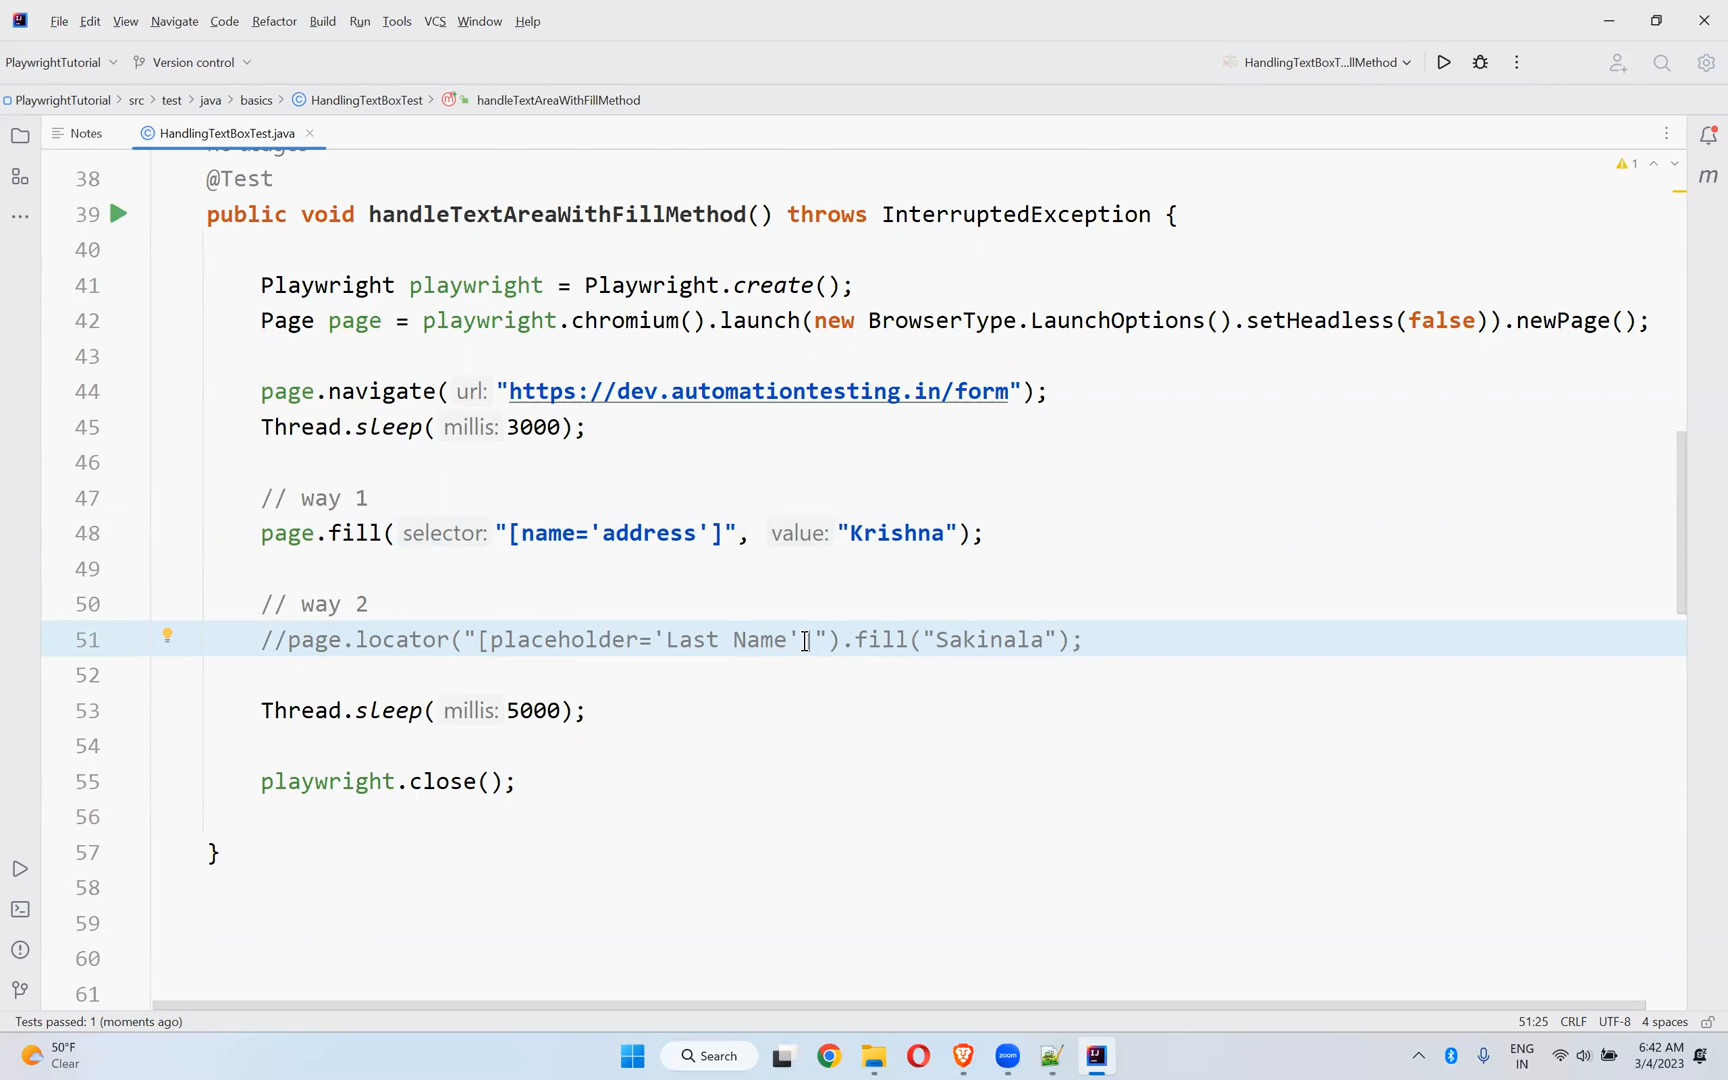 File Edit View Navigate Code Refactor Build Run Tools VCS Window Help
PlaywrightTutorial Version control HandlingTextBoxT...llMethod
PlaywrightTutorial src test java basics HandlingTextBoxTest handleTextAreaWithFillMethod
Notes HandlingTextBoxTest.java
1
38 @Test
39 public void handleTextAreaWithFillMethod() throws InterruptedException {
40
41 Playwright playwright = Playwright.create();
42 Page page = playwright.chromium().launch(new BrowserType.LaunchOptions().setHeadless(false)).newPage();
43
44 page.navigate( url: "https://dev.automationtesting.in/form");
45 Thread.sleep( millis: 3000);
46
47 // way 1
48 page.fill( selector: "[name='address']", value: "Krishna");
49
50 // way 2
51 //page.locator("[placeholder='Last Name']").fill("Sakinala");
52
53 Thread.sleep( millis: 5000);
54
55 playwright.close();
56
57 }
58
59
60
61
Tests passed: 1 (moments ago) 51:25 CRLF UTF-8 4 spaces
50°F
Clear
Search
zoom
ENG
IN
6:42 AM
3/4/2023